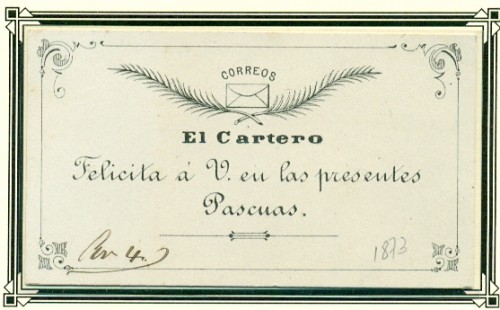 CORREOS
El Cartero
Felicita á V. en las presentes
Pascuas.
1873